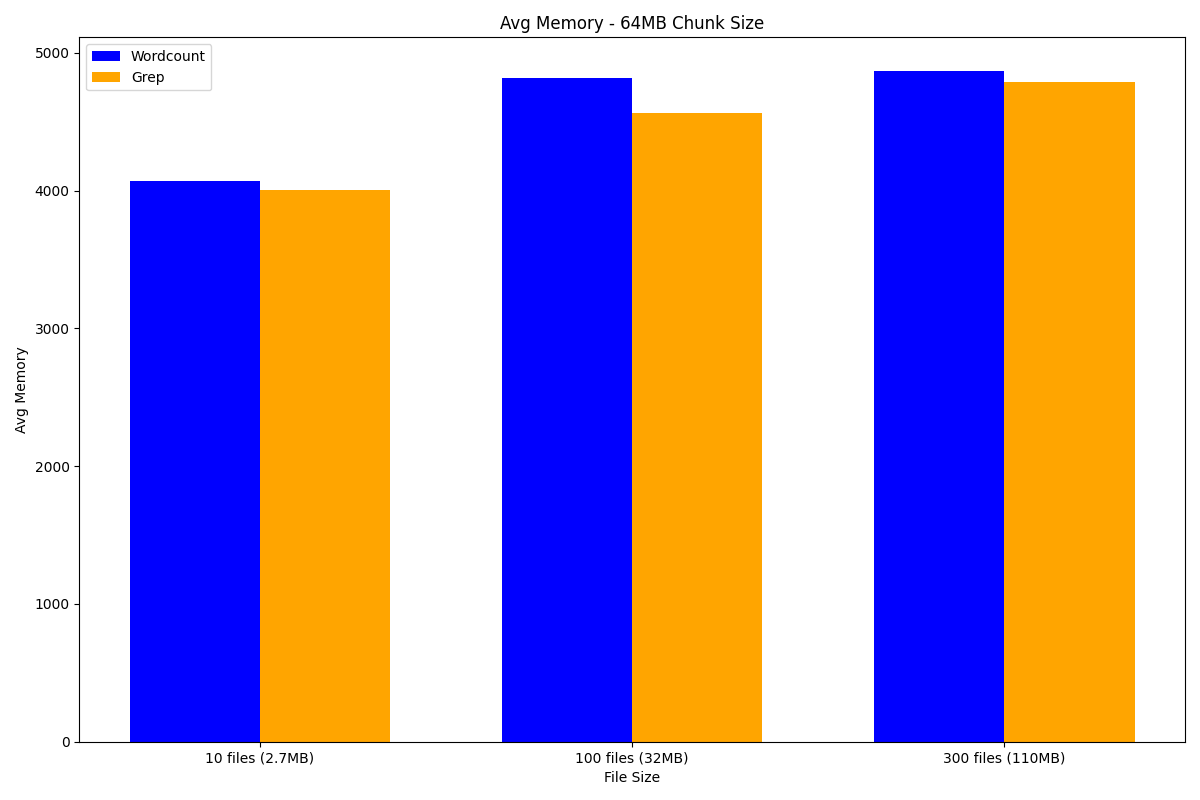 Avg Memory - 64MB Chunk Size
Wordcount
Grep
5000
4000
3000
2000
1000
0
Avg Memory
10 files (2.7MB)
100 files (32MB)
300 files (110MB)
File Size